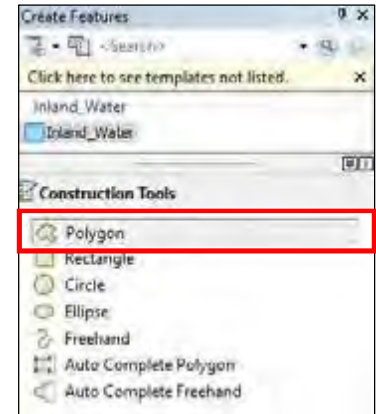 Create Features
<Search>
Click here to see templates not listed.
Inland_Water
Inland_Water
Construction Tools
Polygon
Rectangle
Circle
Ellipse
Freehand
Auto Complete Polygon
Auto Complete Freehand